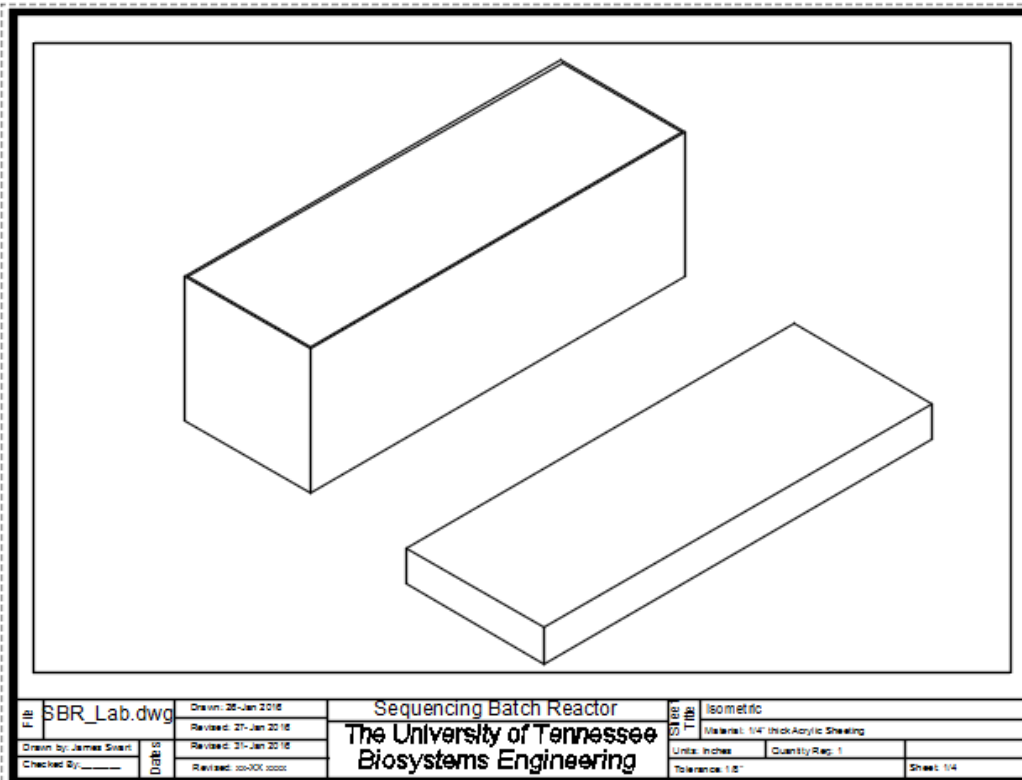 File
SBR_Lab.dwg
Drawn by: James Swart
Checked By:______
Dates
Drawn: 26-Jan 2016
Revised: 27-Jan 2016
Revised: 31-Jan 2016
Revised: xx-XX xxxx
Sequencing Batch Reactor
The University of Tennessee
Biosystems Engineering
Title
Isometric
Material: 1/4" thick Acrylic Sheeting
Units: Inches
Quantity Req: 1
Tolerance: 1/8"
Sheet: 1/4